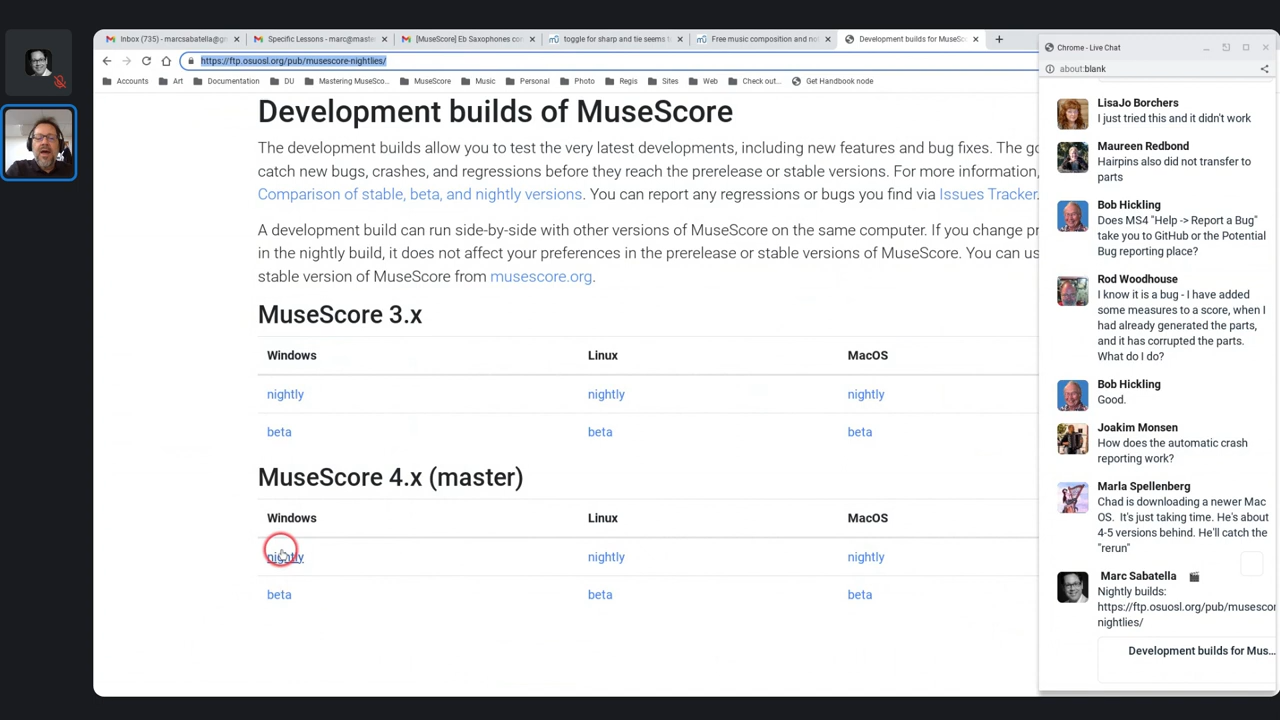 Inbox (735) - marcsabatella@g
Specific Lessons - marc@master
[MuseScore] Eb Saxophones co
toggle for sharp and tie seems t
Free music composition and no
Development builds for MuseSc
https://ftp.osuosl.org/pub/musescore-nightlies/
Accounts
Art
Documentation
DU
Mastering MuseSco...
MuseScore
Music
Personal
Photo
Regis
Sites
Web
Check out...
Get Handbook node
Development builds of MuseScore
The development builds allow you to test the very latest developments, including new features and bug fixes. The go
catch new bugs, crashes, and regressions before they reach the prerelease or stable versions. For more information,
Comparison of stable, beta, and nightly versions. You can report any regressions or bugs you find via Issues Tracker.
A development build can run side-by-side with other versions of MuseScore on the same computer. If you change pr
in the nightly build, it does not affect your preferences in the prerelease or stable versions of MuseScore. You can us
stable version of MuseScore from musescore.org.
MuseScore 3.x
Windows Linux MacOS
nightly nightly nightly
beta beta beta
MuseScore 4.x (master)
Windows Linux MacOS
nightly nightly nightly
beta beta beta
Chrome - Live Chat
about:blank
LisaJo Borchers
I just tried this and it didn't work
Maureen Redbond
Hairpins also did not transfer to
parts
Bob Hickling
Does MS4 "Help -> Report a Bug"
take you to GitHub or the Potential
Bug reporting place?
Rod Woodhouse
I know it is a bug - I have added
some measures to a score, when I
had already generated the parts,
and it has corrupted the parts.
What do I do?
Bob Hickling
Good.
Joakim Monsen
How does the automatic crash
reporting work?
Marla Spellenberg
Chad is downloading a newer Mac
OS. It's just taking time. He's about
4-5 versions behind. He'll catch the
"rerun"
Marc Sabatella
Nightly builds:
https://ftp.osuosl.org/pub/musescor
nightlies/
Development builds for Mus...